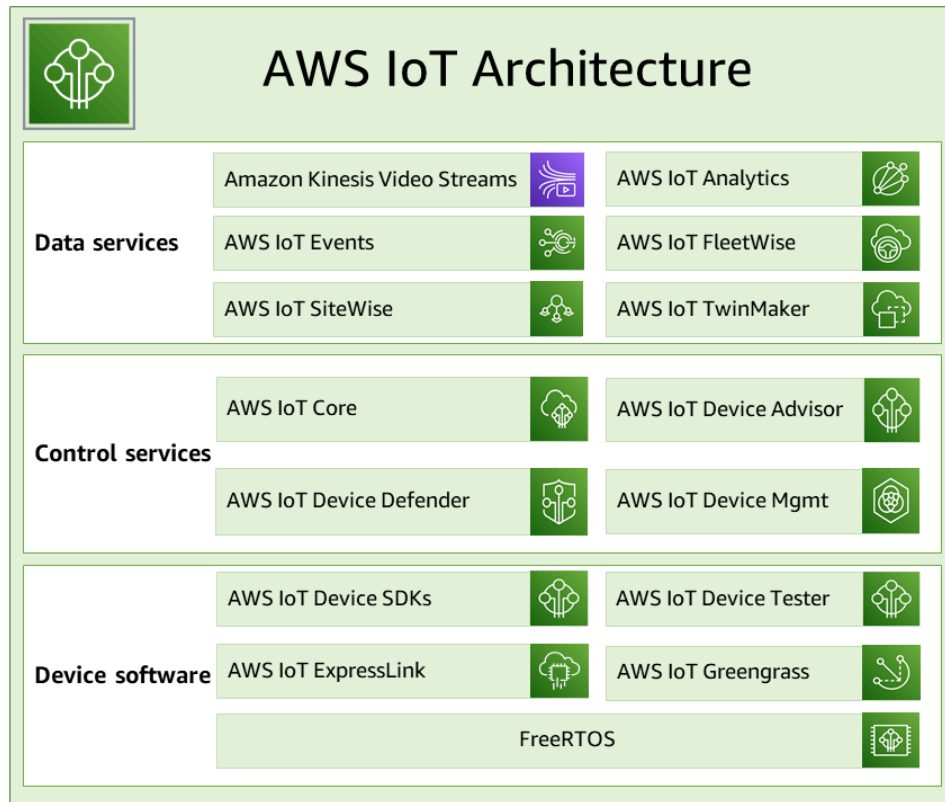 AWS IoT Architecture
Data services
Amazon Kinesis Video Streams
AWS IoT Analytics
AWS IoT Events
AWS IoT FleetWise
AWS IoT SiteWise
AWS IoT TwinMaker
Control services
AWS IoT Core
AWS IoT Device Advisor
AWS IoT Device Defender
AWS IoT Device Mgmt
Device software
AWS IoT Device SDKs
AWS IoT Device Tester
AWS IoT ExpressLink
AWS IoT Greengrass
FreeRTOS